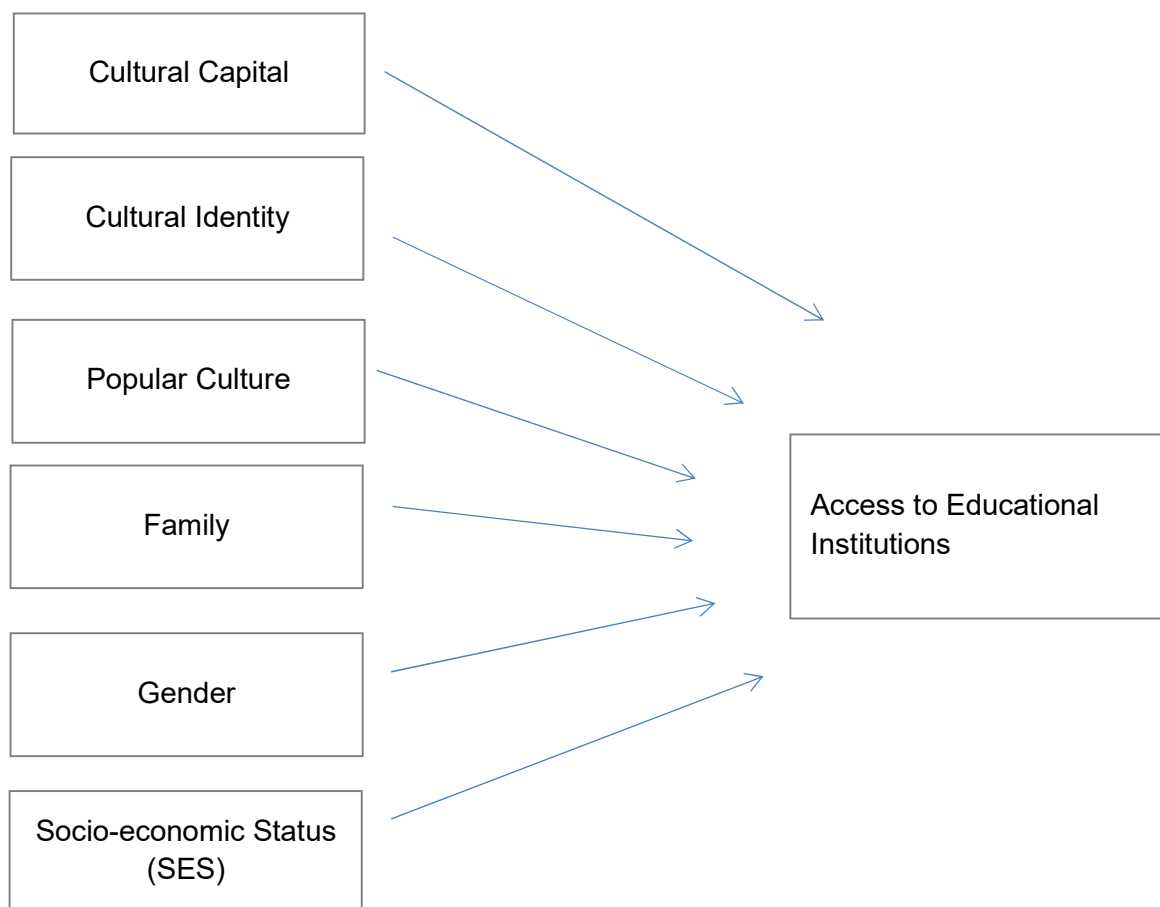 Cultural Capital
Cultural Identity
Popular Culture
Family
Gender
Socio-economic Status
(SES)
Access to Educational
Institutions